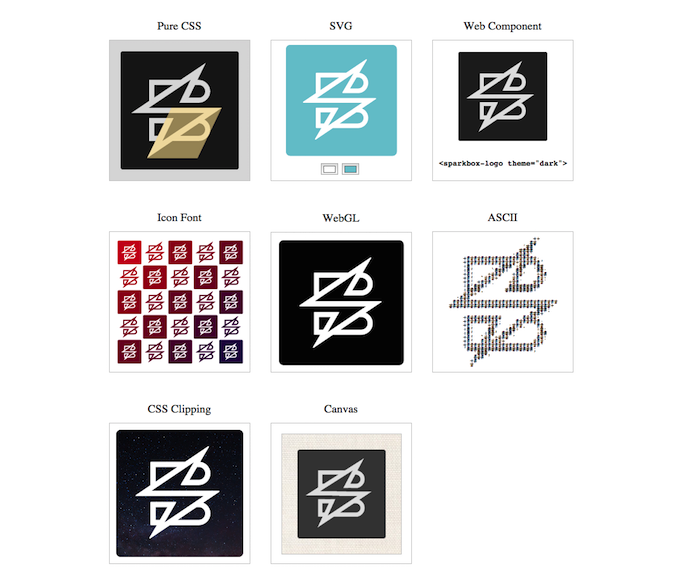 Pure CSS
SVG
Web Component
<sparkbox-logo theme="dark">
Icon Font
WebGL
ASCII
CSS Clipping
Canvas